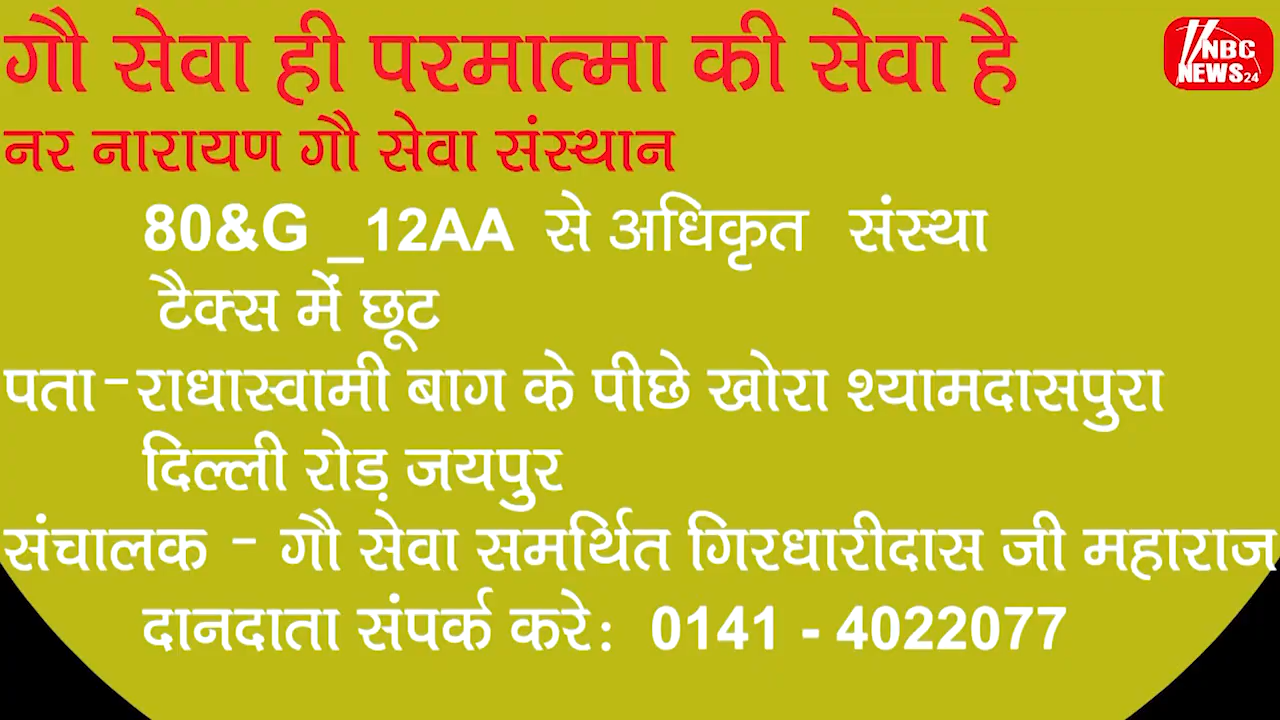 गौ सेवा ही परमात्मा की सेवा है
NBC
NEWS24
नर नारायण गौ सेवा संस्थान
80&G _12AA से अधिकृत संस्था
टैक्स में छूट
पता-राधास्वामी बाग के पीछे खोरा श्यामदासपुरा
दिल्ली रोड़ जयपुर
संचालक - गौ सेवा समर्थित गिरधारीदास जी महाराज
दानदाता संपर्क करे: 0141 - 4022077